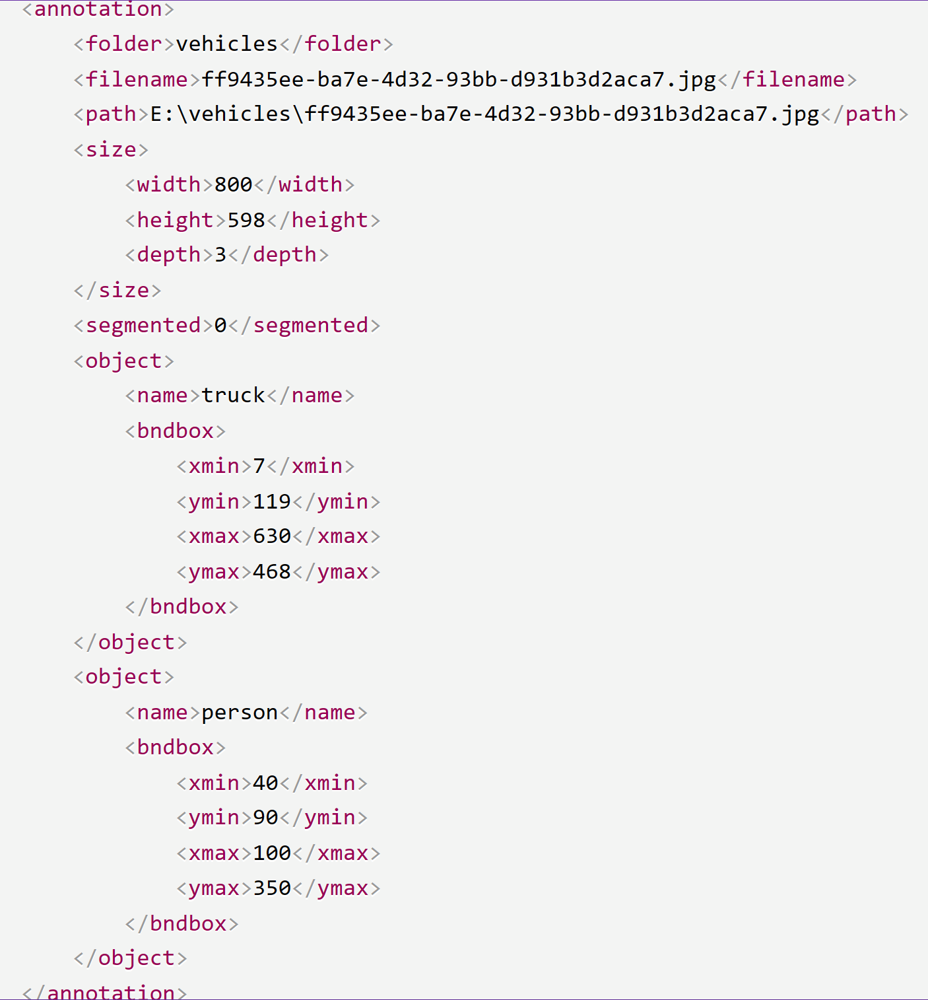 <annotation>
    <folder>vehicles</folder>
    <filename>ff9435ee-ba7e-4d32-93bb-d931b3d2aca7.jpg</filename>
    <path>E:\vehicles\ff9435ee-ba7e-4d32-93bb-d931b3d2aca7.jpg</path>
    <size>
        <width>800</width>
        <height>598</height>
        <depth>3</depth>
    </size>
    <segmented>0</segmented>
    <object>
        <name>truck</name>
        <bndbox>
            <xmin>7</xmin>
            <ymin>119</ymin>
            <xmax>630</xmax>
            <ymax>468</ymax>
        </bndbox>
    </object>
    <object>
        <name>person</name>
        <bndbox>
            <xmin>40</xmin>
            <ymin>90</ymin>
            <xmax>100</xmax>
            <ymax>350</ymax>
        </bndbox>
    </object>
</annotation>